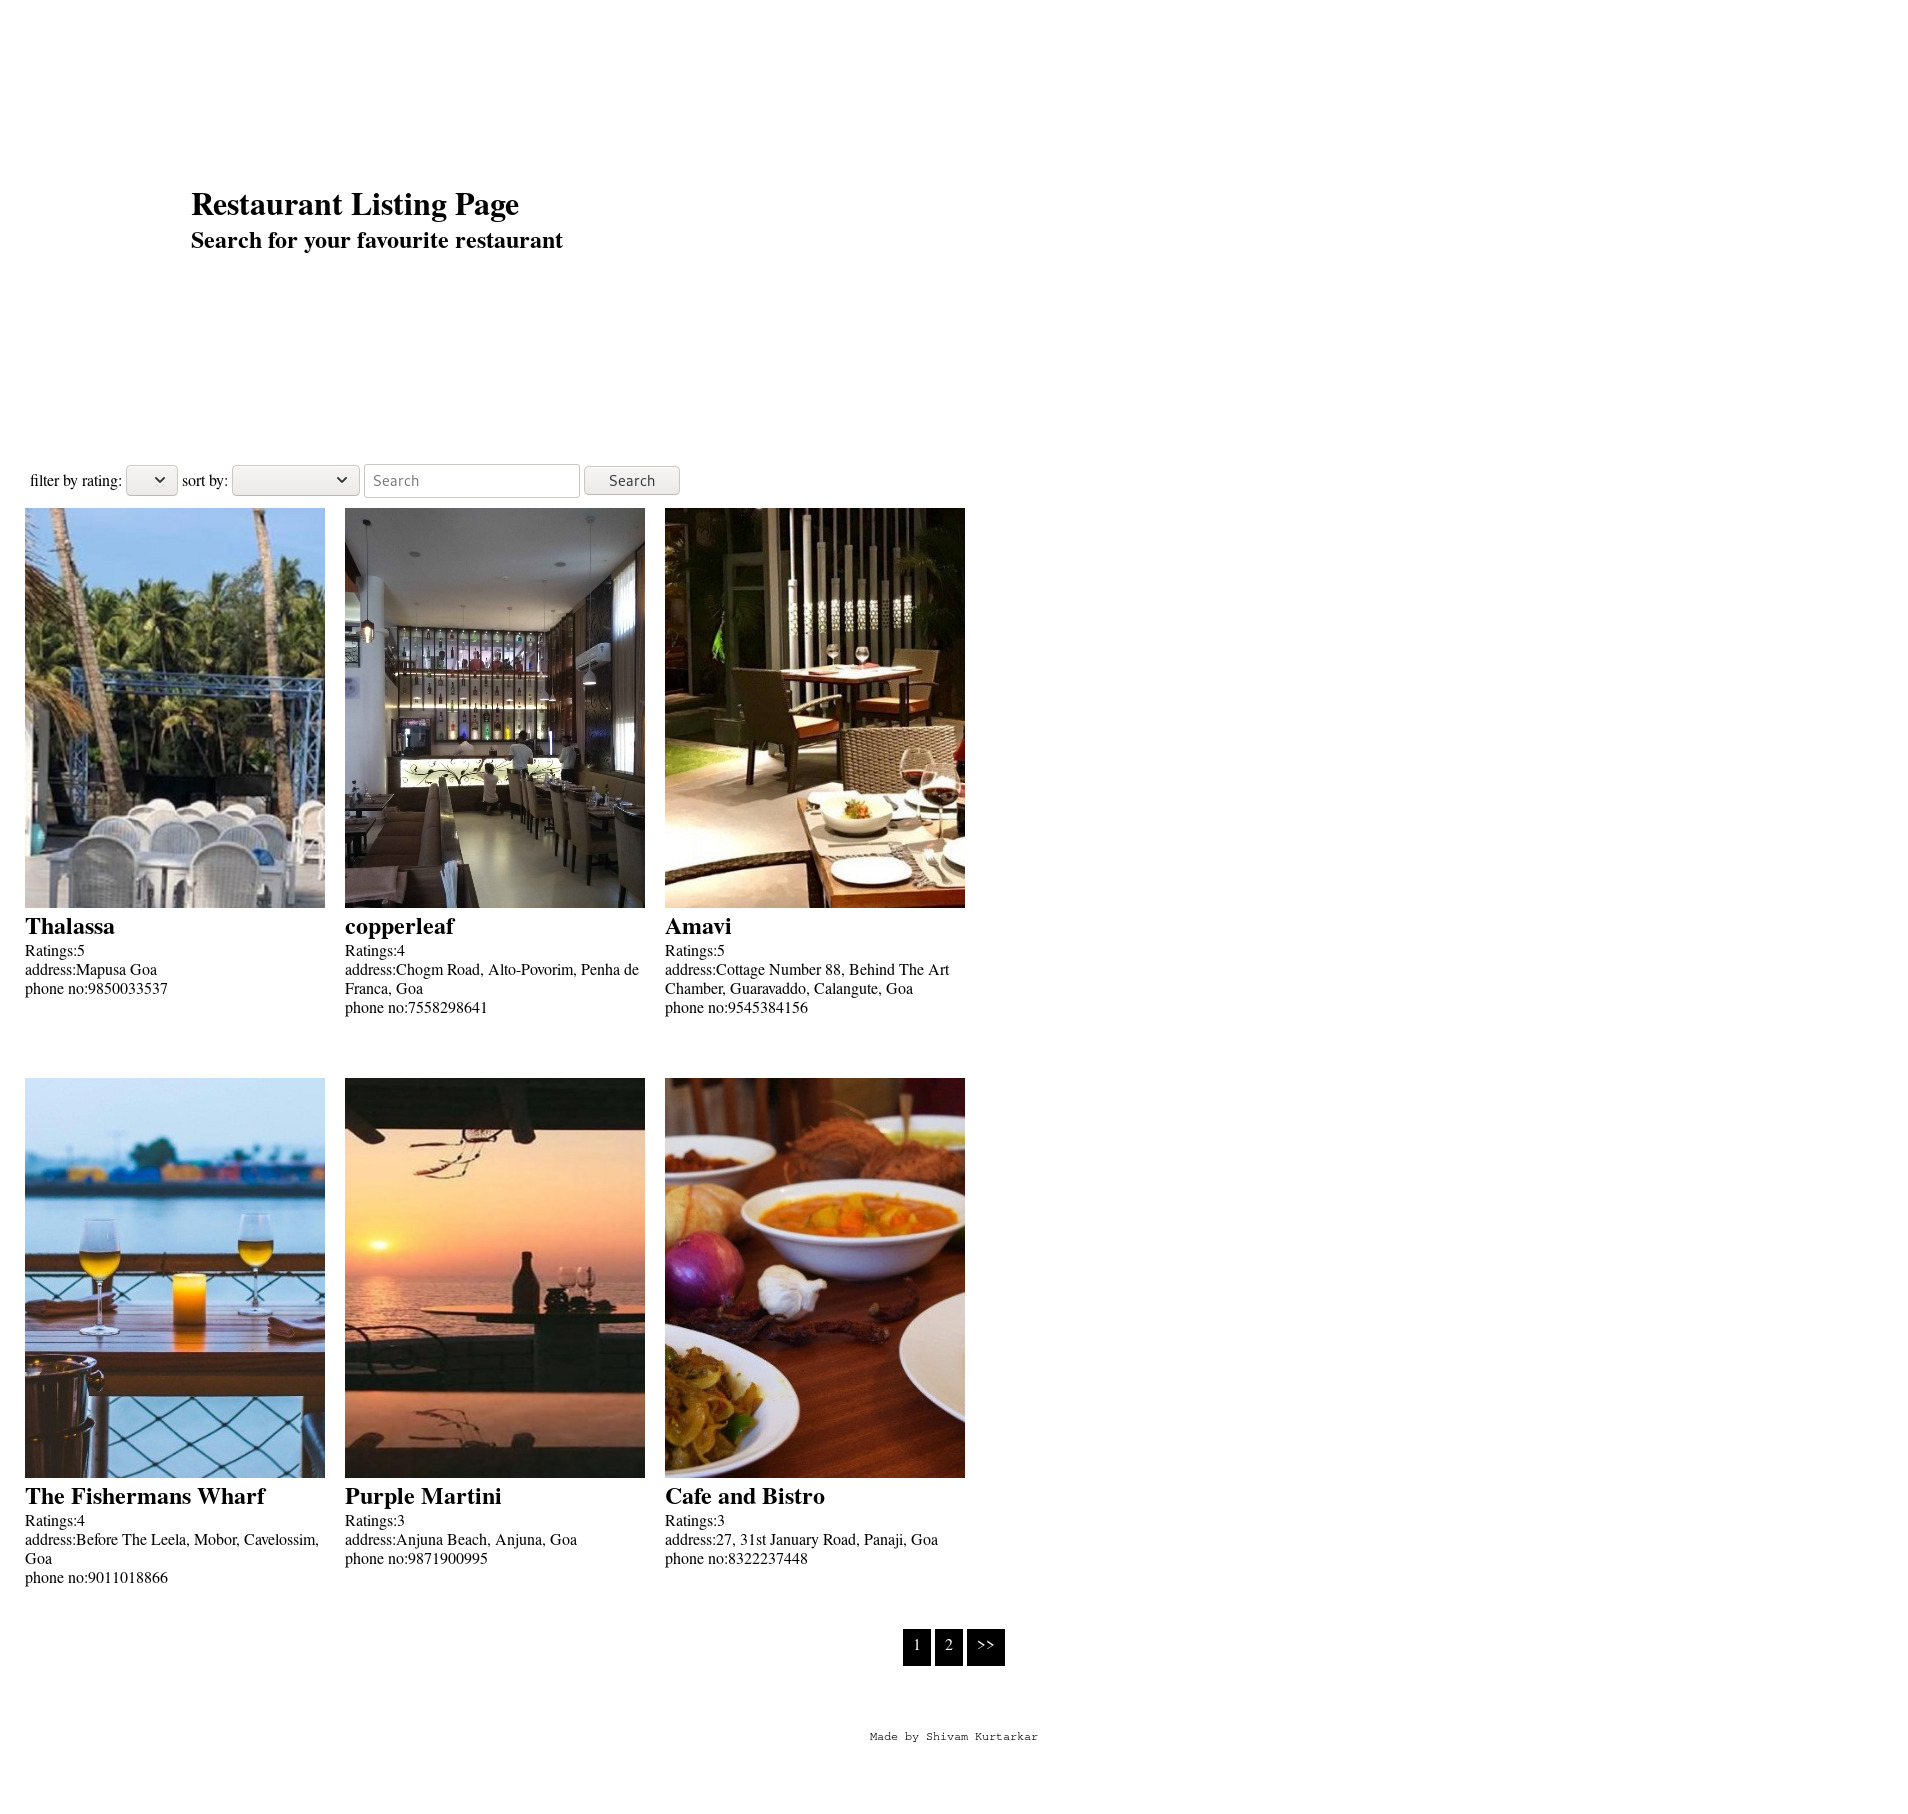 Restaurant Listing Page
Search for your favourite restaurant
filter by rating: sort by: Search Search
Thalassa
Ratings:5
address:Mapusa Goa
phone no:9850033537
copperleaf
Ratings:4
address:Chogm Road, Alto-Povorim, Penha de
Franca, Goa
phone no:7558298641
Amavi
Ratings:5
address:Cottage Number 88, Behind The Art
Chamber, Guaravaddo, Calangute, Goa
phone no:9545384156
The Fishermans Wharf
Ratings:4
address:Before The Leela, Mobor, Cavelossim,
Goa
phone no:9011018866
Purple Martini
Ratings:3
address:Anjuna Beach, Anjuna, Goa
phone no:9871900995
Cafe and Bistro
Ratings:3
address:27, 31st January Road, Panaji, Goa
phone no:8322237448
1 2 >>
Made by Shivam Kurtarkar